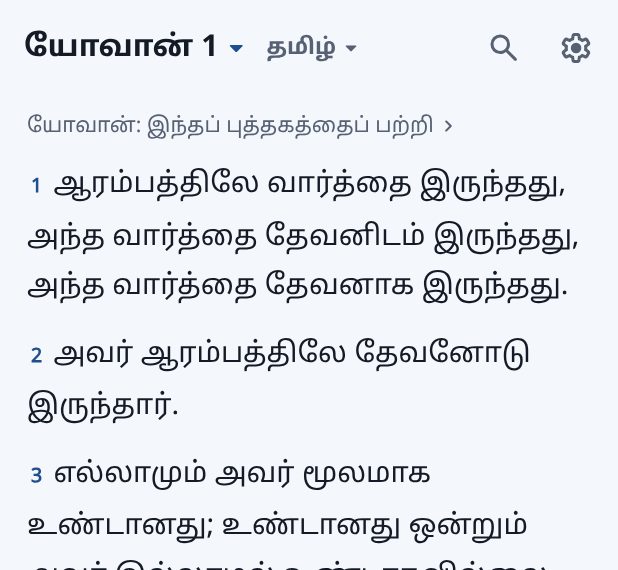 யோவான் 1 தமிழ்
யோவான்: இந்தப் புத்தகத்தைப் பற்றி
1 ஆரம்பத்திலே வார்த்தை இருந்தது,
அந்த வார்த்தை தேவனிடம் இருந்தது,
அந்த வார்த்தை தேவனாக இருந்தது.
2 அவர் ஆரம்பத்திலே தேவனோடு
இருந்தார்.
3 எல்லாமும் அவர் மூலமாக
உண்டானது; உண்டானது ஒன்றும்